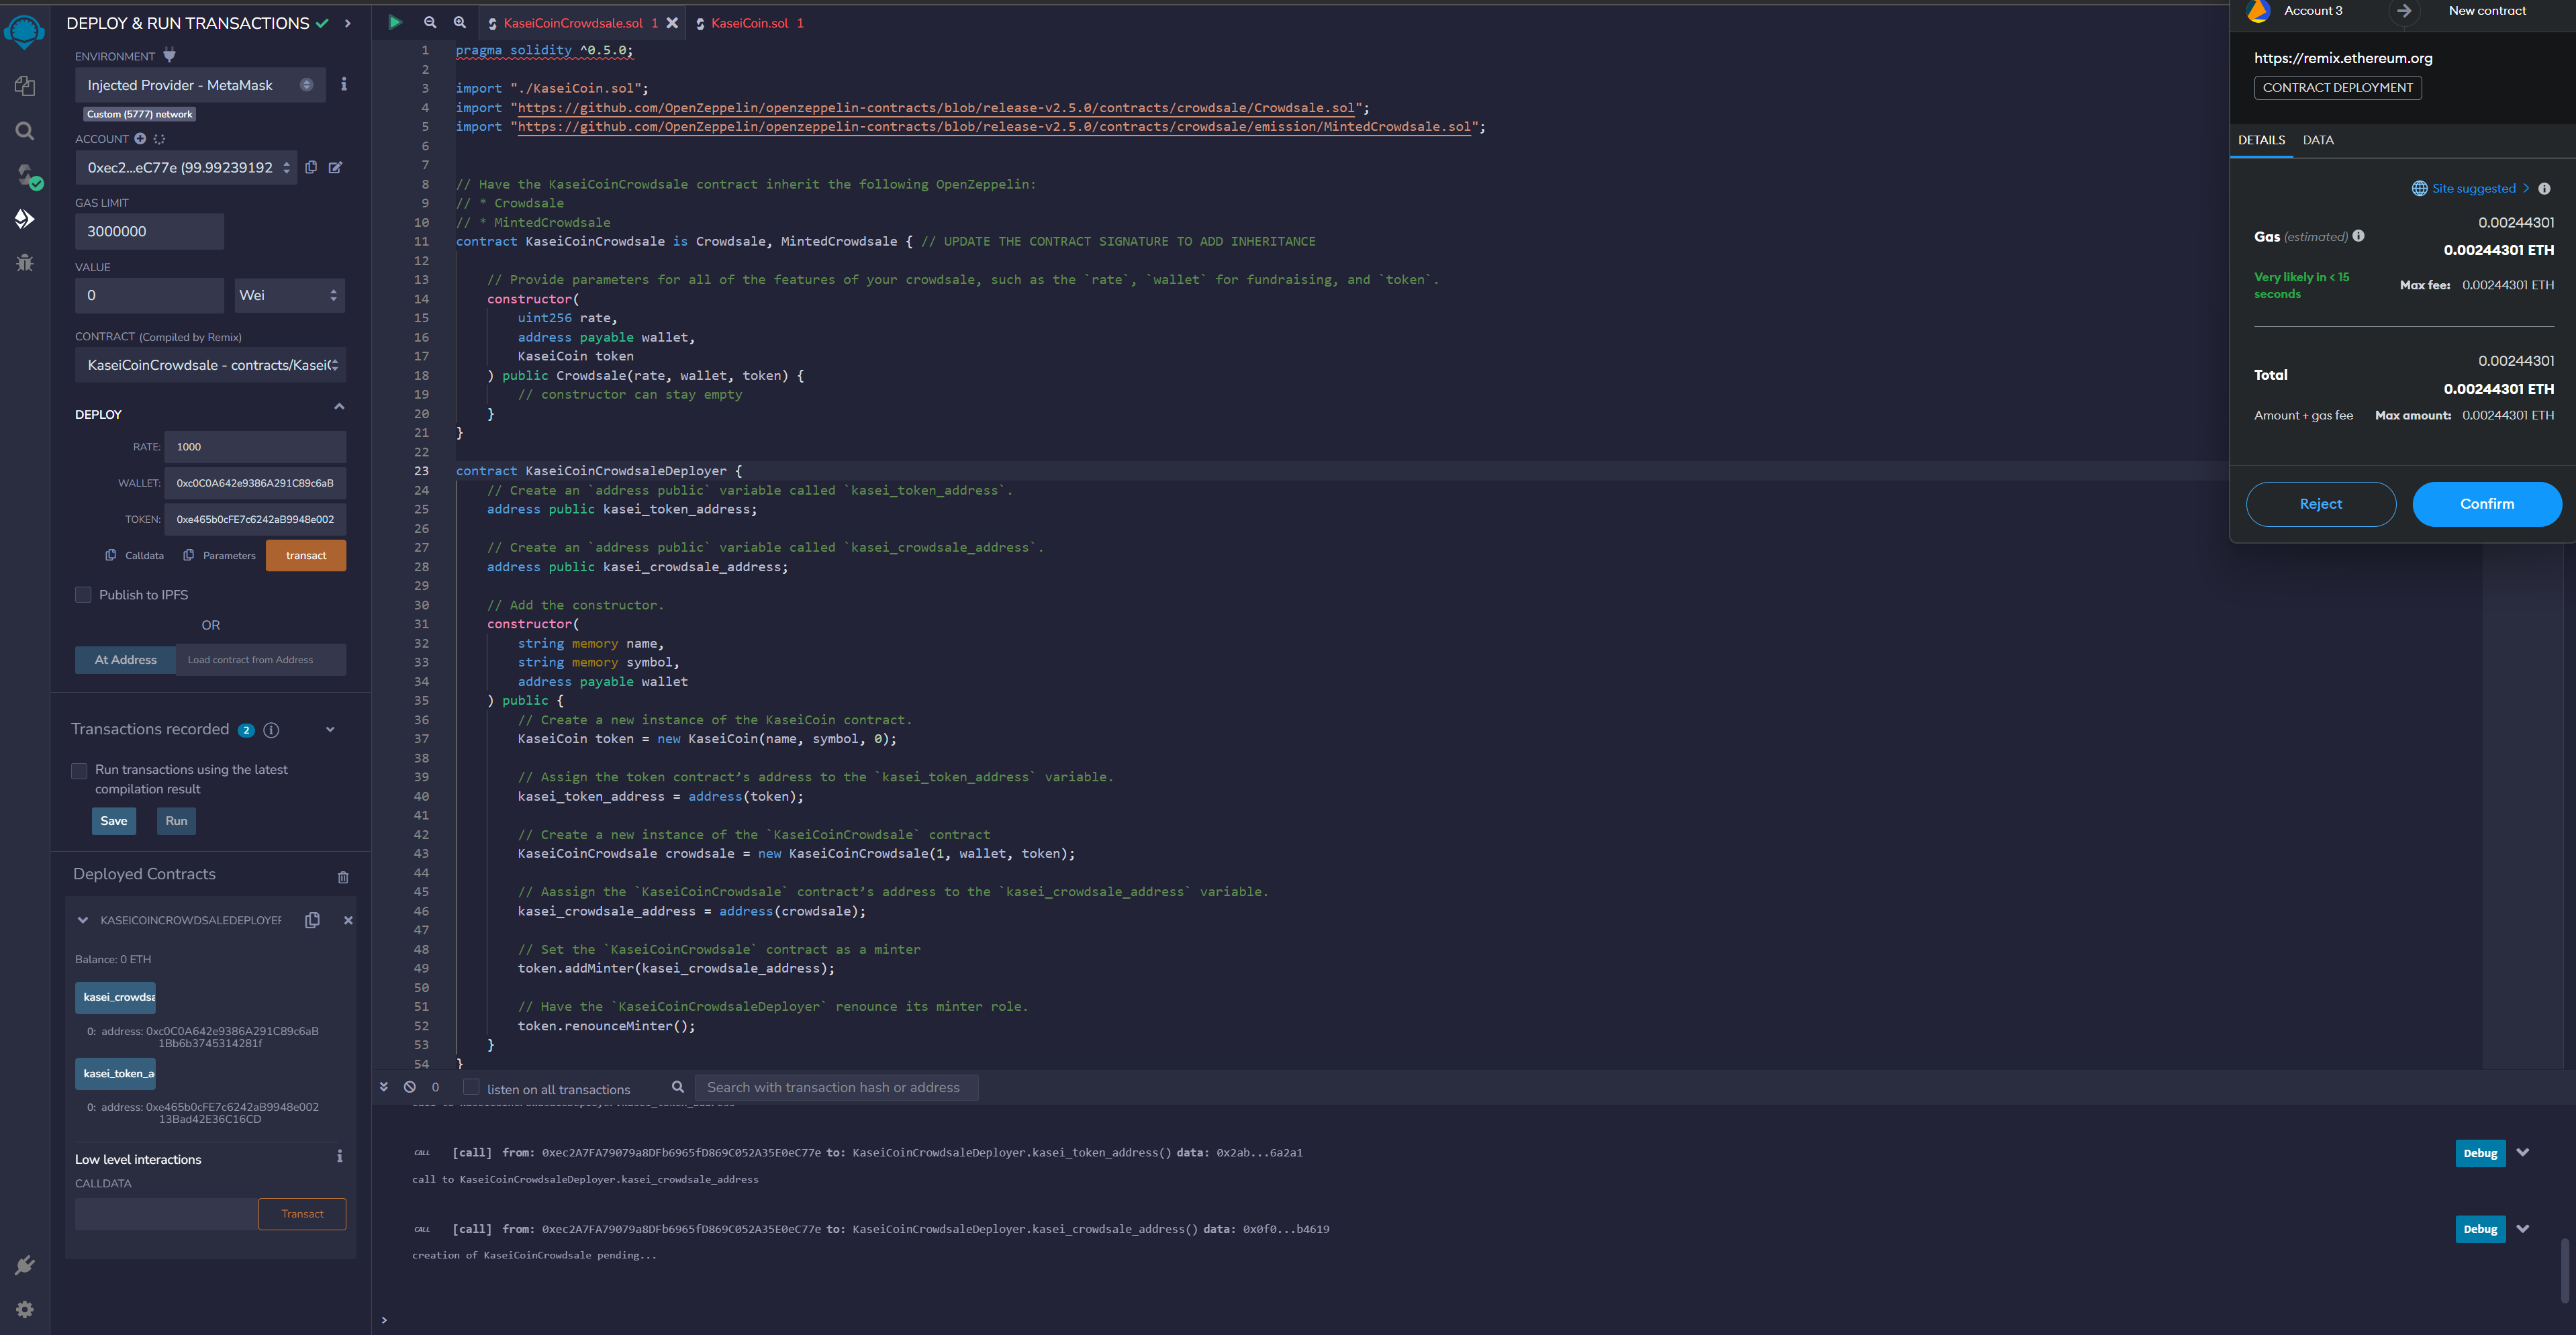 DEPLOY & RUN TRANSACTIONS
ENVIRONMENT
Injected Provider - MetaMask
Custom (5777) network
ACCOUNT
0xec2...eC77e (99.99239192
GAS LIMIT
3000000
VALUE
0
Wei
CONTRACT (Compiled by Remix)
KaseiCoinCrowdsale - contracts/Kasei(
DEPLOY
RATE: 1000
WALLET: 0xc0C0A642e9386A291C89c6aB
TOKEN: 0xe465b0cFE7c6242aB9948e002
Calldata Parameters transact
Publish to IPFS
OR
At Address Load contract from Address
Transactions recorded 2
Run transactions using the latest
compilation result
Save Run
Deployed Contracts
KASEICOINCROWDSALEDEPLOYER
Balance: 0 ETH
kasei_crowdsa
0: address: 0xc0C0A642e9386A291C89c6aB
1Bb6b3745314281f
kasei_token_a
0: address: 0xe465b0cFE7c6242aB9948e002
13Bad42E36C16CD
Low level interactions
CALLDATA
Transact
KaseiCoinCrowdsale.sol 1 KaseiCoin.sol 1
1 pragma solidity ^0.5.0;
2
3 import "./KaseiCoin.sol";
4 import "https://github.com/OpenZeppelin/openzeppelin-contracts/blob/release-v2.5.0/contracts/crowdsale/Crowdsale.sol";
5 import "https://github.com/OpenZeppelin/openzeppelin-contracts/blob/release-v2.5.0/contracts/crowdsale/emission/MintedCrowdsale.sol";
6
7
8 // Have the KaseiCoinCrowdsale contract inherit the following OpenZeppelin:
9 // * Crowdsale
10 // * MintedCrowdsale
11 contract KaseiCoinCrowdsale is Crowdsale, MintedCrowdsale { // UPDATE THE CONTRACT SIGNATURE TO ADD INHERITANCE
12
13 // Provide parameters for all of the features of your crowdsale, such as the `rate`, `wallet` for fundraising, and `token`.
14 constructor(
15 uint256 rate,
16 address payable wallet,
17 KaseiCoin token
18 ) public Crowdsale(rate, wallet, token) {
19 // constructor can stay empty
20 }
21 }
22
23 contract KaseiCoinCrowdsaleDeployer {
24 // Create an `address public` variable called `kasei_token_address`.
25 address public kasei_token_address;
26
27 // Create an `address public` variable called `kasei_crowdsale_address`.
28 address public kasei_crowdsale_address;
29
30 // Add the constructor.
31 constructor(
32 string memory name,
33 string memory symbol,
34 address payable wallet
35 ) public {
36 // Create a new instance of the KaseiCoin contract.
37 KaseiCoin token = new KaseiCoin(name, symbol, 0);
38
39 // Assign the token contract’s address to the `kasei_token_address` variable.
40 kasei_token_address = address(token);
41
42 // Create a new instance of the `KaseiCoinCrowdsale` contract
43 KaseiCoinCrowdsale crowdsale = new KaseiCoinCrowdsale(1, wallet, token);
44
45 // Aassign the `KaseiCoinCrowdsale` contract’s address to the `kasei_crowdsale_address` variable.
46 kasei_crowdsale_address = address(crowdsale);
47
48 // Set the `KaseiCoinCrowdsale` contract as a minter
49 token.addMinter(kasei_crowdsale_address);
50
51 // Have the `KaseiCoinCrowdsaleDeployer` renounce its minter role.
52 token.renounceMinter();
53 }
54 }
0 listen on all transactions Search with transaction hash or address
call to KaseiCoinCrowdsaleDeployer.kasei_token_address
CALL [call] from: 0xec2A7FA79079a8DFb6965fD869C052A35E0eC77e to: KaseiCoinCrowdsaleDeployer.kasei_token_address() data: 0x2ab...6a2a1
Debug
call to KaseiCoinCrowdsaleDeployer.kasei_crowdsale_address
CALL [call] from: 0xec2A7FA79079a8DFb6965fD869C052A35E0eC77e to: KaseiCoinCrowdsaleDeployer.kasei_crowdsale_address() data: 0x0f0...b4619
Debug
creation of KaseiCoinCrowdsale pending...
>
Account 3 New contract
https://remix.ethereum.org
CONTRACT DEPLOYMENT
DETAILS DATA
Site suggested >
0.00244301
Gas (estimated) 0.00244301 ETH
Very likely in < 15
seconds
Max fee: 0.00244301 ETH
0.00244301
Total 0.00244301 ETH
Amount + gas fee Max amount: 0.00244301 ETH
Reject Confirm